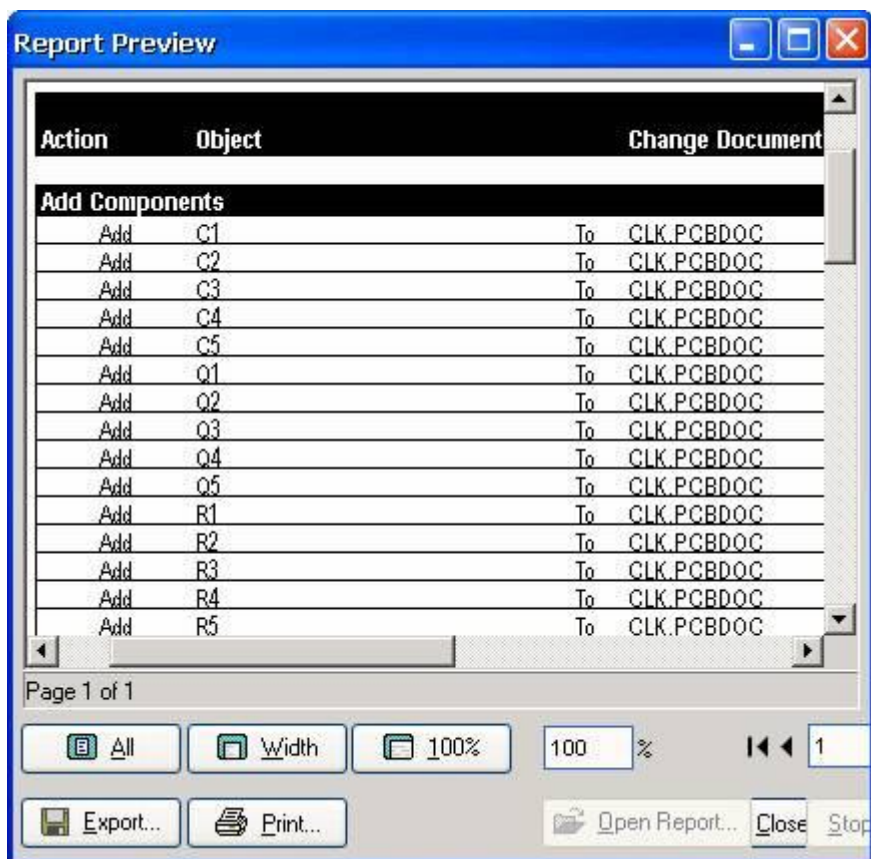 Report Preview
Action Object Change Document
Add Components
Add C1 To CLK.PCBDOC
Add C2 To CLK.PCBDOC
Add C3 To CLK.PCBDOC
Add C4 To CLK.PCBDOC
Add C5 To CLK.PCBDOC
Add Q1 To CLK.PCBDOC
Add Q2 To CLK.PCBDOC
Add Q3 To CLK.PCBDOC
Add Q4 To CLK.PCBDOC
Add Q5 To CLK.PCBDOC
Add R1 To CLK.PCBDOC
Add R2 To CLK.PCBDOC
Add R3 To CLK.PCBDOC
Add R4 To CLK.PCBDOC
Add R5 To CLK.PCBDOC
Page 1 of 1
All Width 100% 100 % 1
Export... Print... Open Report... Close Stop